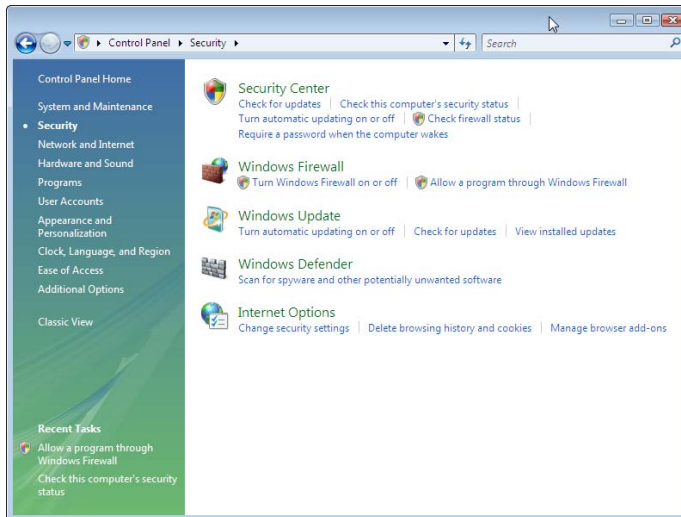 Control Panel Security
Search
Control Panel Home
System and Maintenance
Security
Network and Internet
Hardware and Sound
Programs
User Accounts
Appearance and
Personalization
Clock, Language, and Region
Ease of Access
Additional Options
Classic View
Recent Tasks
Allow a program through
Windows Firewall
Check this computer's security
status
Security Center
Check for updates Check this computer's security status
Turn automatic updating on or off Check firewall status
Require a password when the computer wakes
Windows Firewall
Turn Windows Firewall on or off Allow a program through Windows Firewall
Windows Update
Turn automatic updating on or off Check for updates View installed updates
Windows Defender
Scan for spyware and other potentially unwanted software
Internet Options
Change security settings Delete browsing history and cookies Manage browser add-ons